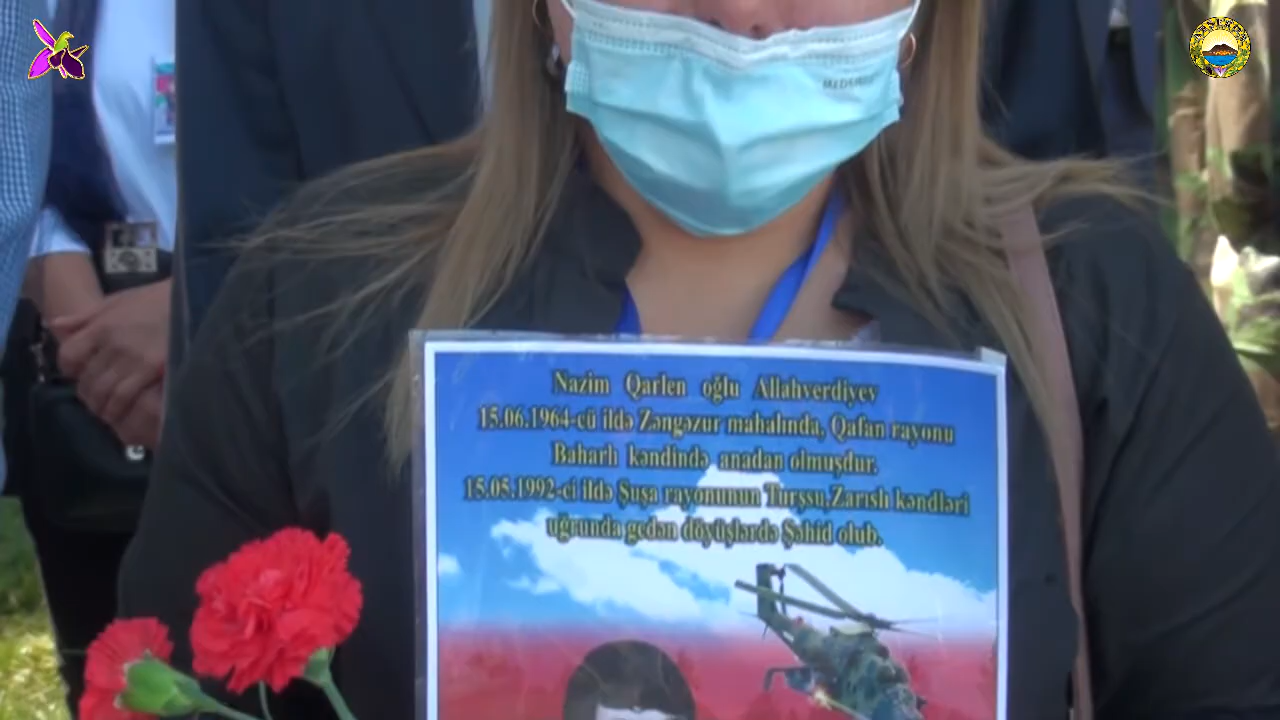 Nazim Qarlen oğlu Allahverdiyev
15.06.1964-cü ildə Zəngəzur mahalında, Qafan rayonu
Baharlı kəndində anadan olmuşdur.
15.05.1992-ci ildə Şuşa rayonunun Turşsu,Zarıslı kəndləri
uğrunda gedən döyüşlərdə Şəhid olub.